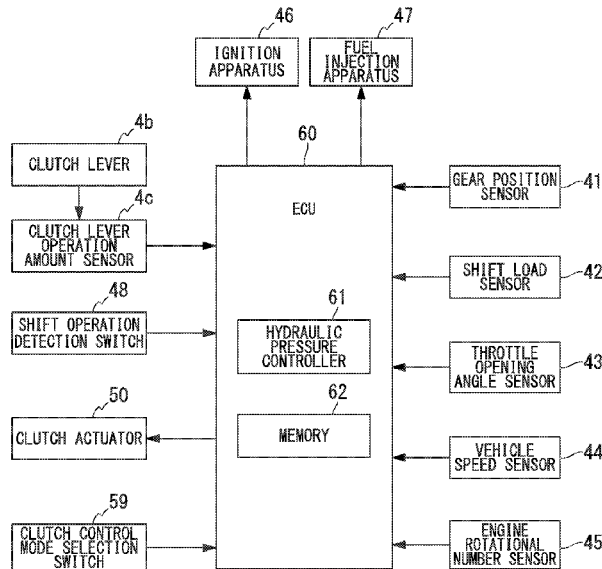 46
47
IGNITION
APPARATUS
FUEL
INJECTION
APPARATUS
4b
60
CLUTCH LEVER
ECU
GEAR POSITION
SENSOR
41
4c
CLUTCH LEVER
OPERATION
AMOUNT SENSOR
SHIFT LOAD
SENSOR
42
48
SHIFT OPERATION
DETECTION SWITCH
61
HYDRAULIC
PRESSURE
CONTROLLER
THROTTLE
OPENING
ANGLE SENSOR
43
50
CLUTCH ACTUATOR
62
MEMORY
VEHICLE
SPEED SENSOR
44
59
CLUTCH CONTROL
MODE SELECTION
SWITCH
ENGINE
ROTATIONAL
NUMBER SENSOR
45